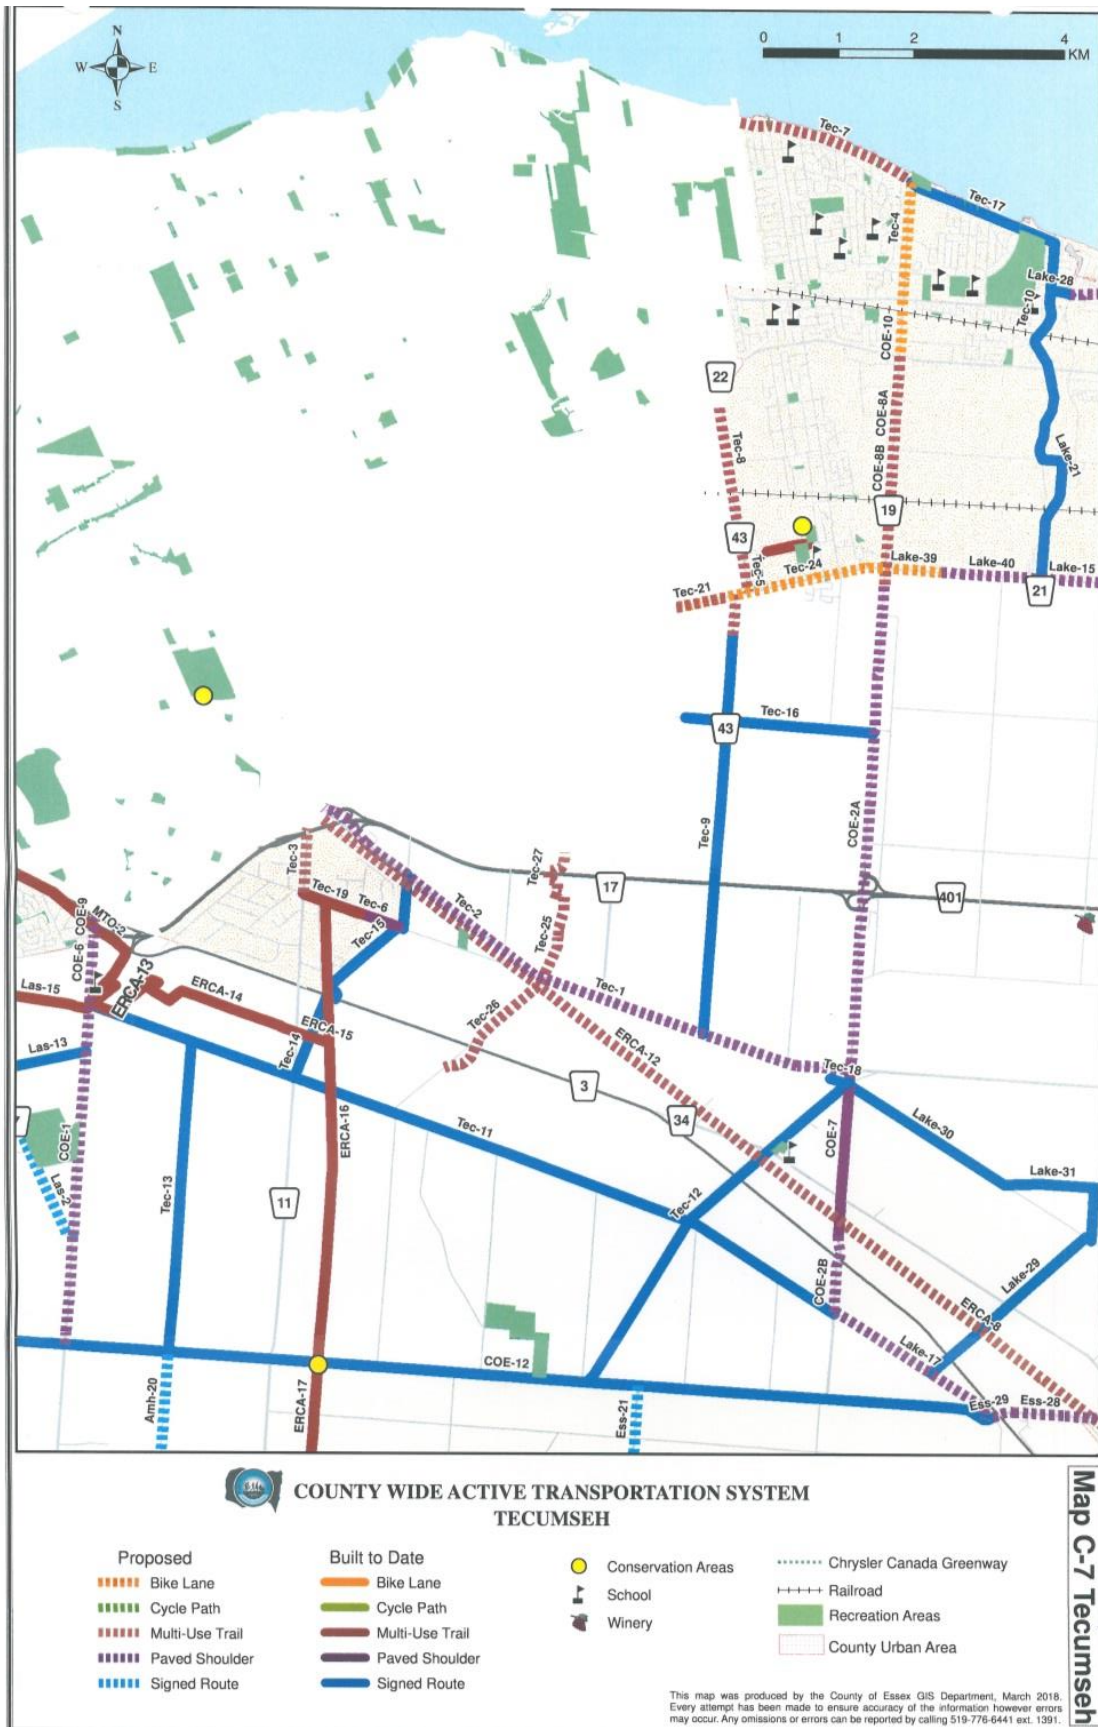 N
W E
S
0 1 2 4
KM
Tec-7
Tec-17
Tec-4
Lake-28
Tec-10
COE-10
22
COE-8A
Tec-8
COE-8B
Lake-21
19
43
Tec-5
Tec-24
Lake-39
Lake-40
Lake-15
Tec-21
21
Tec-16
43
COE-2A
Tec-9
Tec-3
Tec-27
17
401
Tec-19
Tec-6
Tec-2
Tec-15
Tec-25
MTO-2
COE-9
COE-6
ERCA-13
Las-15
ERCA-14
Tec-1
Tec-26
ERCA-15
ERCA-12
Las-13
Tec-14
Tec-18
3
34
COE-1
ERCA-16
Tec-11
COE-7
Lake-30
Lake-31
Las-2
Tec-13
11
Tec-12
COE-2B
Lake-29
ERCA-8
Lake-17
COE-12
Amh-20
ERCA-17
Ess-21
Ess-29
Ess-28
COUNTY WIDE ACTIVE TRANSPORTATION SYSTEM
TECUMSEH
Proposed
Bike Lane
Cycle Path
Multi-Use Trail
Paved Shoulder
Signed Route
Built to Date
Bike Lane
Cycle Path
Multi-Use Trail
Paved Shoulder
Signed Route
Conservation Areas
School
Winery
Chrysler Canada Greenway
Railroad
Recreation Areas
County Urban Area
This map was produced by the County of Essex GIS Department, March 2018.
Every attempt has been made to ensure accuracy of the information however errors
may occur. Any omissions or errors can be reported by calling 519-776-6441 ext. 1391.
Map C-7 Tecumseh